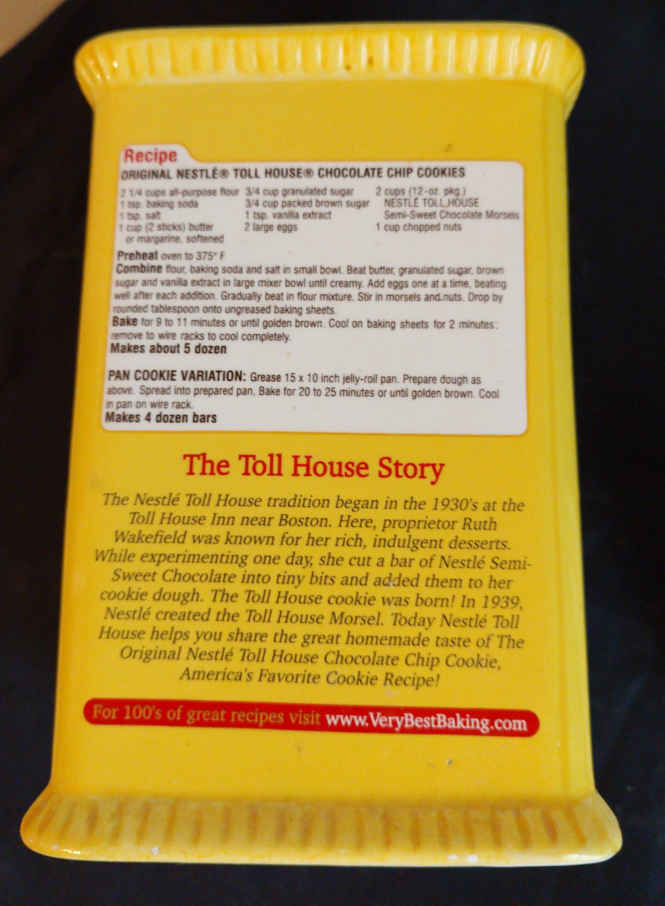 Recipe
ORIGINAL NESTLÉ® TOLL HOUSE® CHOCOLATE CHIP COOKIES
2 1/4 cups all-purpose flour
1 tsp. baking soda
1 tsp. salt
1 cup (2 sticks) butter
or margarine, softened
3/4 cup granulated sugar
3/4 cup packed brown sugar
1 tsp. vanilla extract
2 large eggs
2 cups (12-oz. pkg.)
NESTLÉ TOLL HOUSE
Semi-Sweet Chocolate Morsels
1 cup chopped nuts
Preheat oven to 375° F
Combine flour, baking soda and salt in small bowl. Beat butter, granulated sugar, brown
sugar and vanilla extract in large mixer bowl until creamy. Add eggs one at a time, beating
well after each addition. Gradually beat in flour mixture. Stir in morsels and nuts. Drop by
rounded tablespoon onto ungreased baking sheets.
Bake for 9 to 11 minutes or until golden brown. Cool on baking sheets for 2 minutes;
remove to wire racks to cool completely.
Makes about 5 dozen
PAN COOKIE VARIATION: Grease 15 x 10 inch jelly-roll pan. Prepare dough as
above. Spread into prepared pan. Bake for 20 to 25 minutes or until golden brown. Cool
in pan on wire rack.
Makes 4 dozen bars
The Toll House Story
The Nestlé Toll House tradition began in the 1930's at the
Toll House Inn near Boston. Here, proprietor Ruth
Wakefield was known for her rich, indulgent desserts.
While experimenting one day, she cut a bar of Nestlé Semi-
Sweet Chocolate into tiny bits and added them to her
cookie dough. The Toll House cookie was born! In 1939,
Nestlé created the Toll House Morsel. Today Nestlé Toll
House helps you share the great homemade taste of The
Original Nestlé Toll House Chocolate Chip Cookie,
America's Favorite Cookie Recipe!
For 100's of great recipes visit www.VeryBestBaking.com